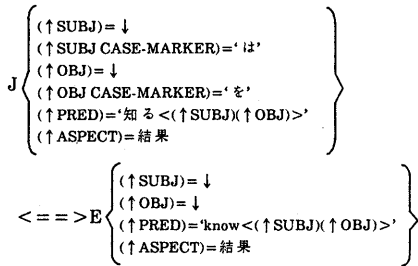 (↑SUBJ)=↓
(↑SUBJ CASE-MARKER)=‘は’
(↑OBJ)=↓
(↑OBJ CASE-MARKER)=‘を’
J
(↑PRED)=‘知る<(↑SUBJ)(↑OBJ)>’
(↑ASPECT)=結果
(↑SUBJ)=↓
(↑OBJ)=↓
<==>E
(↑PRED)=‘know<(↑SUBJ)(↑OBJ)>’
(↑ASPECT)=結果